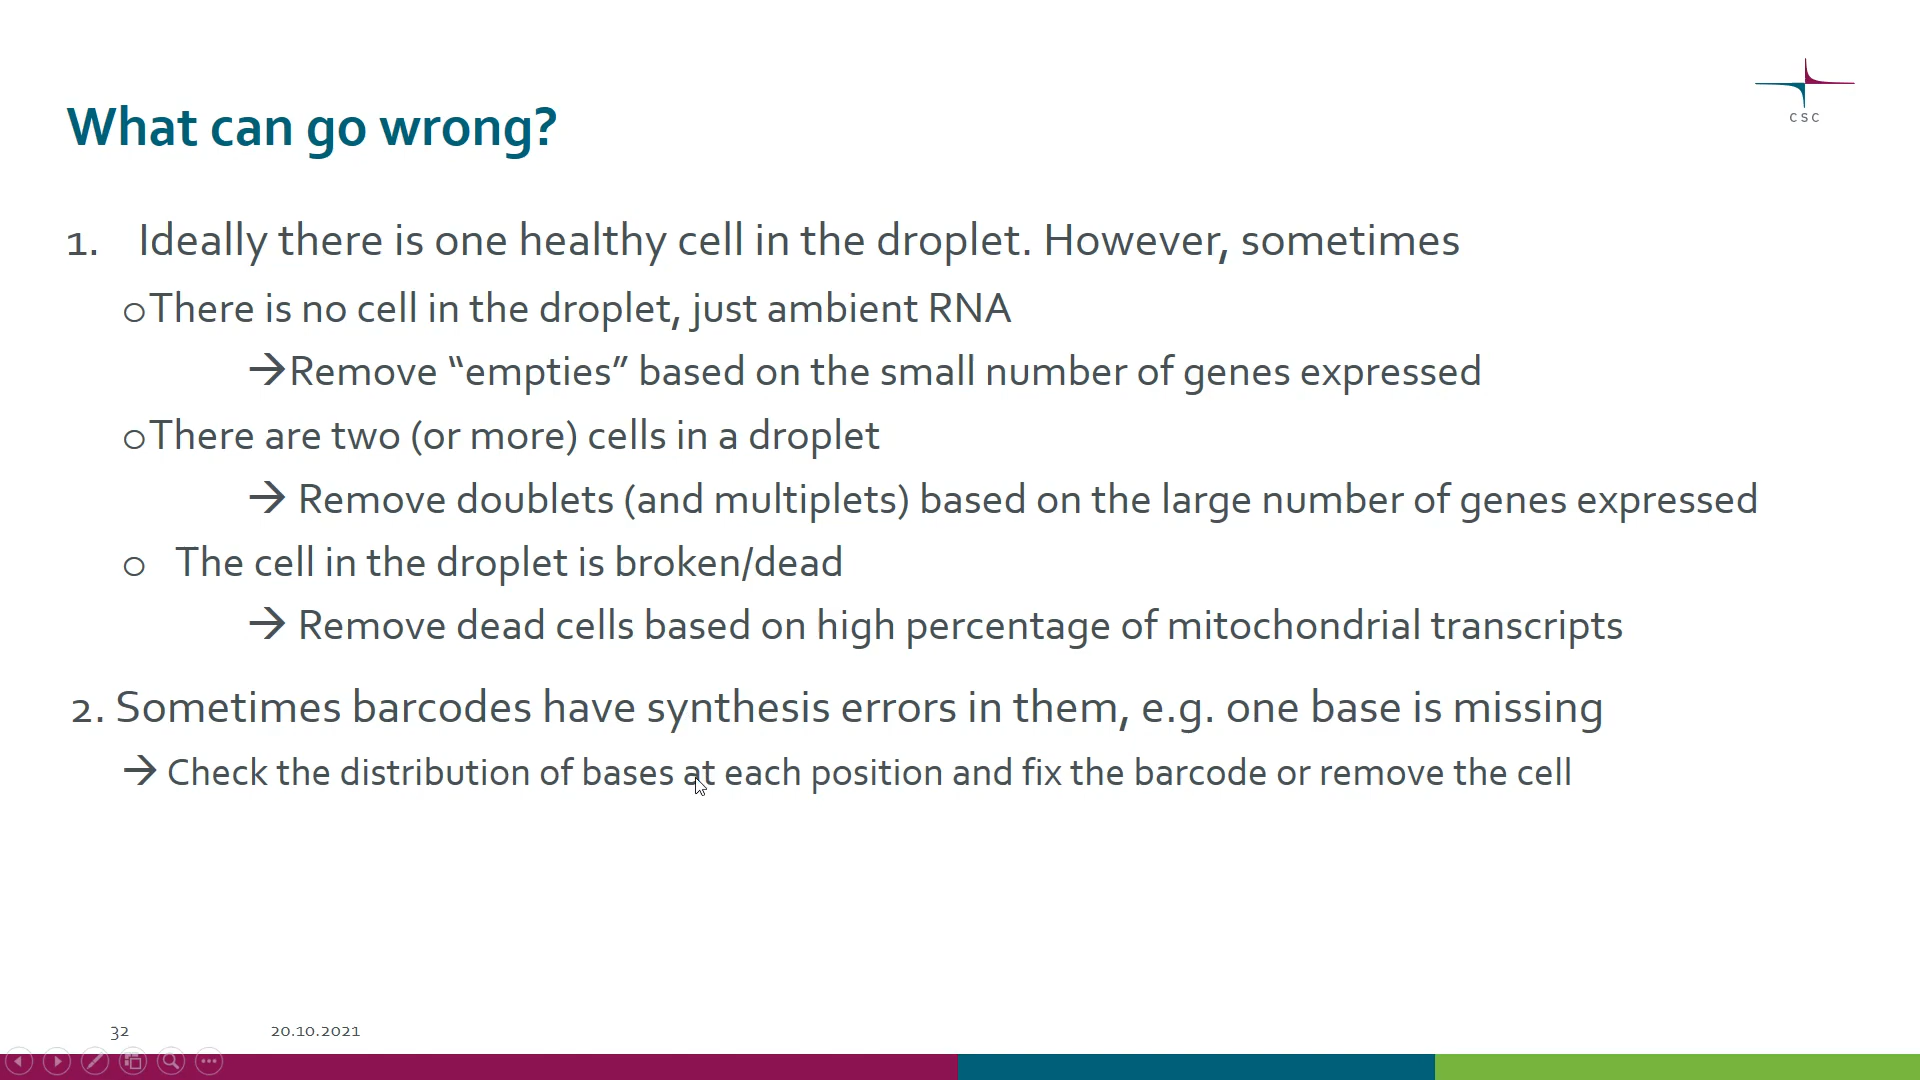 CSC
What can go wrong?
1. Ideally there is one healthy cell in the droplet. However, sometimes
o There is no cell in the droplet, just ambient RNA
→Remove “empties” based on the small number of genes expressed
o There are two (or more) cells in a droplet
→ Remove doublets (and multiplets) based on the large number of genes expressed
o The cell in the droplet is broken/dead
→ Remove dead cells based on high percentage of mitochondrial transcripts
2. Sometimes barcodes have synthesis errors in them, e.g. one base is missing
→ Check the distribution of bases at each position and fix the barcode or remove the cell
32 20.10.2021